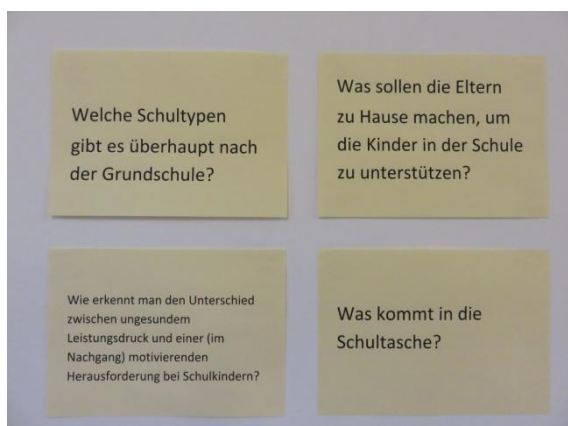 Welche Schultypen
gibt es überhaupt nach
der Grundschule?
Was sollen die Eltern
zu Hause machen, um
die Kinder in der Schule
zu unterstützen?
Wie erkennt man den Unterschied
zwischen ungesundem
Leistungsdruck und einer (im
Nachgang) motivierenden
Herausforderung bei Schulkindern?
Was kommt in die
Schultasche?